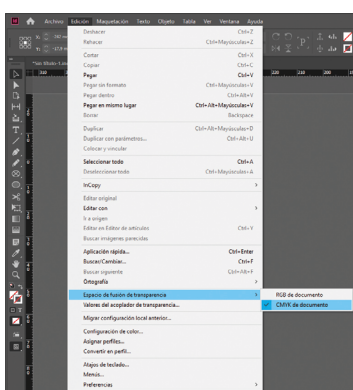 Archivo Edición Maquetación Texto Objeto Tabla Ver Ventana Ayuda
Deshacer Ctrl+Z
Rehacer Ctrl+Mayúsculas+Z
Cortar Ctrl+X
Copiar Ctrl+C
Pegar Ctrl+V
Pegar sin formato Ctrl+Mayúsculas+V
Pegar dentro Ctrl+Alt+V
Pegar en mismo lugar Ctrl+Alt+Mayúsculas+V
Borrar Backspace
Duplicar Ctrl+Alt+Mayúsculas+D
Duplicar con parámetros... Ctrl+Alt+U
Colocar y vincular
Seleccionar todo Ctrl+A
Deseleccionar todo Ctrl+Mayúsculas+A
InCopy
Editar original
Editar con
Ir a origen
Editar en Editor de artículos Ctrl+Y
Buscar imágenes parecidas
Aplicación rápida... Ctrl+Enter
Buscar/Cambiar... Ctrl+F
Buscar siguiente Ctrl+Alt+F
Ortografía
Espacio de fusión de transparencia RGB de documento
Valores del acoplador de transparencia... CMYK de documento
Migrar configuración local anterior...
Configuración de color...
Asignar perfiles...
Convertir en perfil...
Atajos de teclado...
Menús...
Preferencias